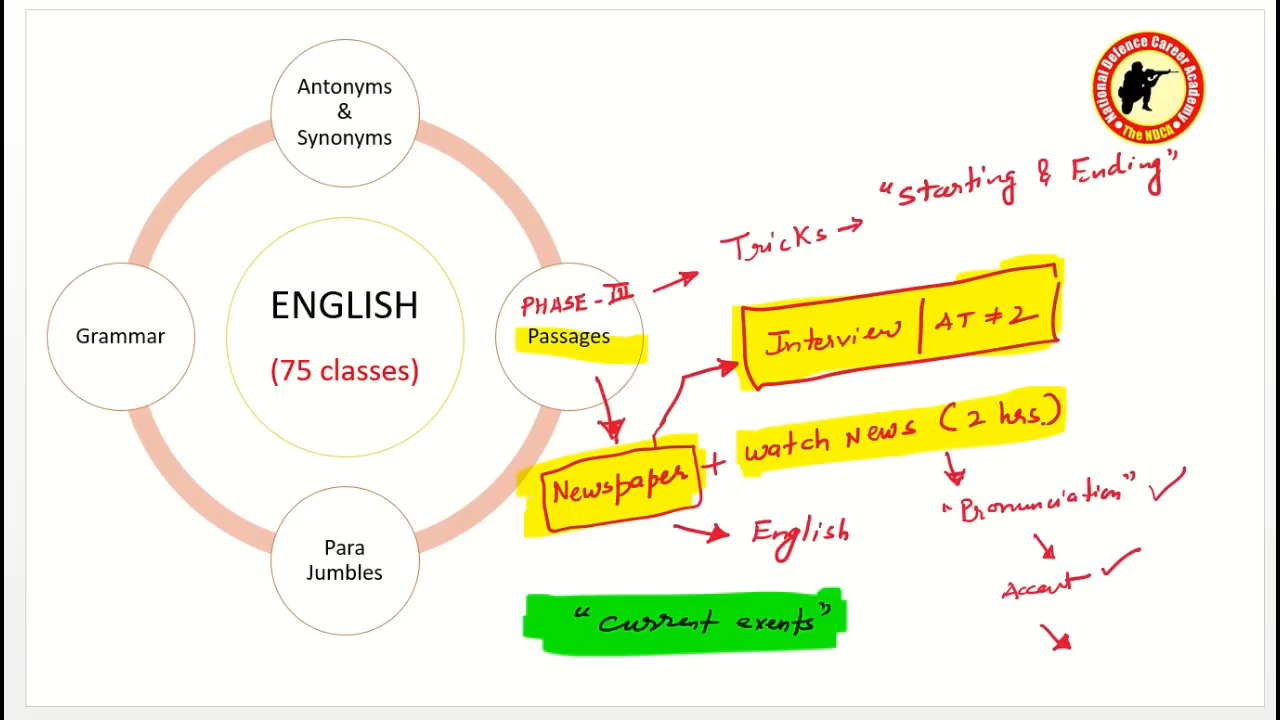 Antonyms
&
Synonyms
National Defence Career Academy
The NDCA
"Starting & Ending"
Tricks →
PHASE-III
Passages
Grammar
ENGLISH
(75 classes)
Interview | AT # 2
Newspaper + watch News (2 hrs.)
"Pronunciation" ✓
English
Accent ✓
Para
Jumbles
"current exents"